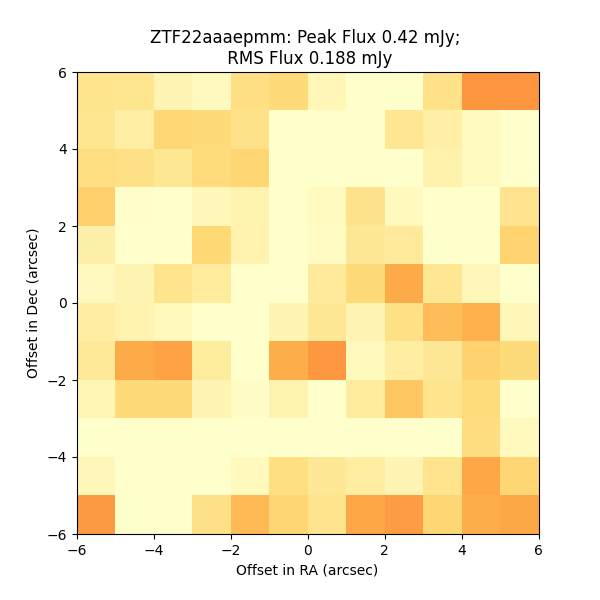 ZTF22aaaepmm: Peak Flux 0.42 mJy;
RMS Flux 0.188 mJy
6
4
2
0
−2
−4
−6
Offset in Dec (arcsec)
−6 −4 −2 0 2 4 6
Offset in RA (arcsec)